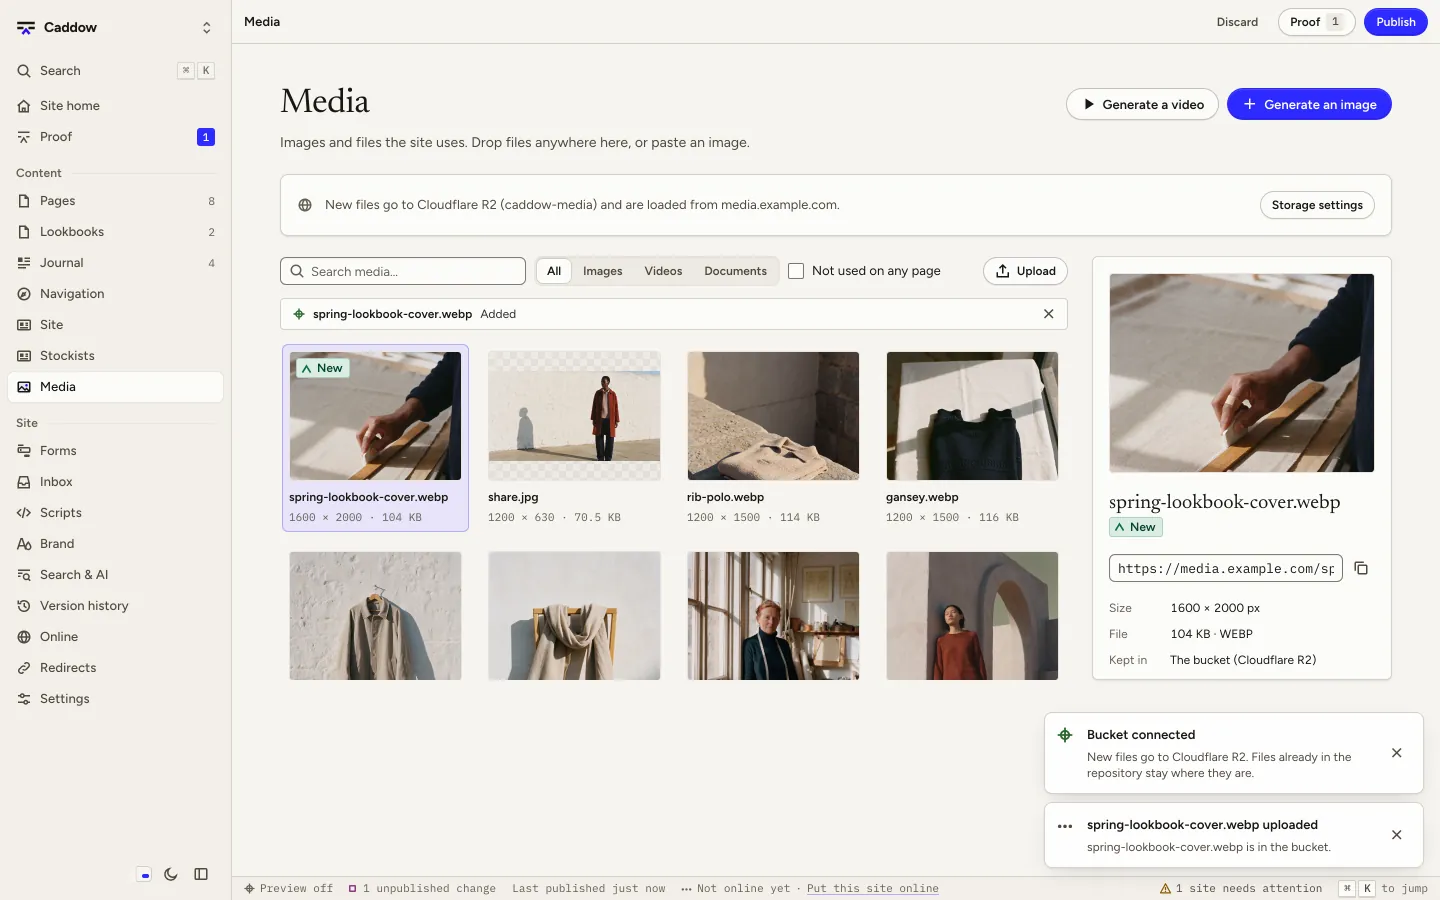 Caddow
Search ⌘ K
Site home
Proof 1
Content
Pages 8
Lookbooks 2
Journal 4
Navigation
Site
Stockists
Media
Site
Forms
Inbox
Scripts
Brand
Search & AI
Version history
Online
Redirects
Settings
Media
Discard
Proof 1
Publish
Media
Images and files the site uses. Drop files anywhere here, or paste an image.
Generate a video
Generate an image
New files go to Cloudflare R2 (caddow-media) and are loaded from media.example.com.
Storage settings
Search media...
All
Images
Videos
Documents
Not used on any page
Upload
spring-lookbook-cover.webp Added
New
spring-lookbook-cover.webp
1600 × 2000 · 104 KB
share.jpg
1200 × 630 · 70.5 KB
rib-polo.webp
1200 × 1500 · 114 KB
gansey.webp
1200 × 1500 · 116 KB
spring-lookbook-cover.webp
New
https://media.example.com/sp
Size 1600 × 2000 px
File 104 KB · WEBP
Kept in The bucket (Cloudflare R2)
Bucket connected
New files go to Cloudflare R2. Files already in the
repository stay where they are.
spring-lookbook-cover.webp uploaded
spring-lookbook-cover.webp is in the bucket.
Preview off
1 unpublished change
Last published just now
Not online yet · Put this site online
1 site needs attention
⌘ K to jump